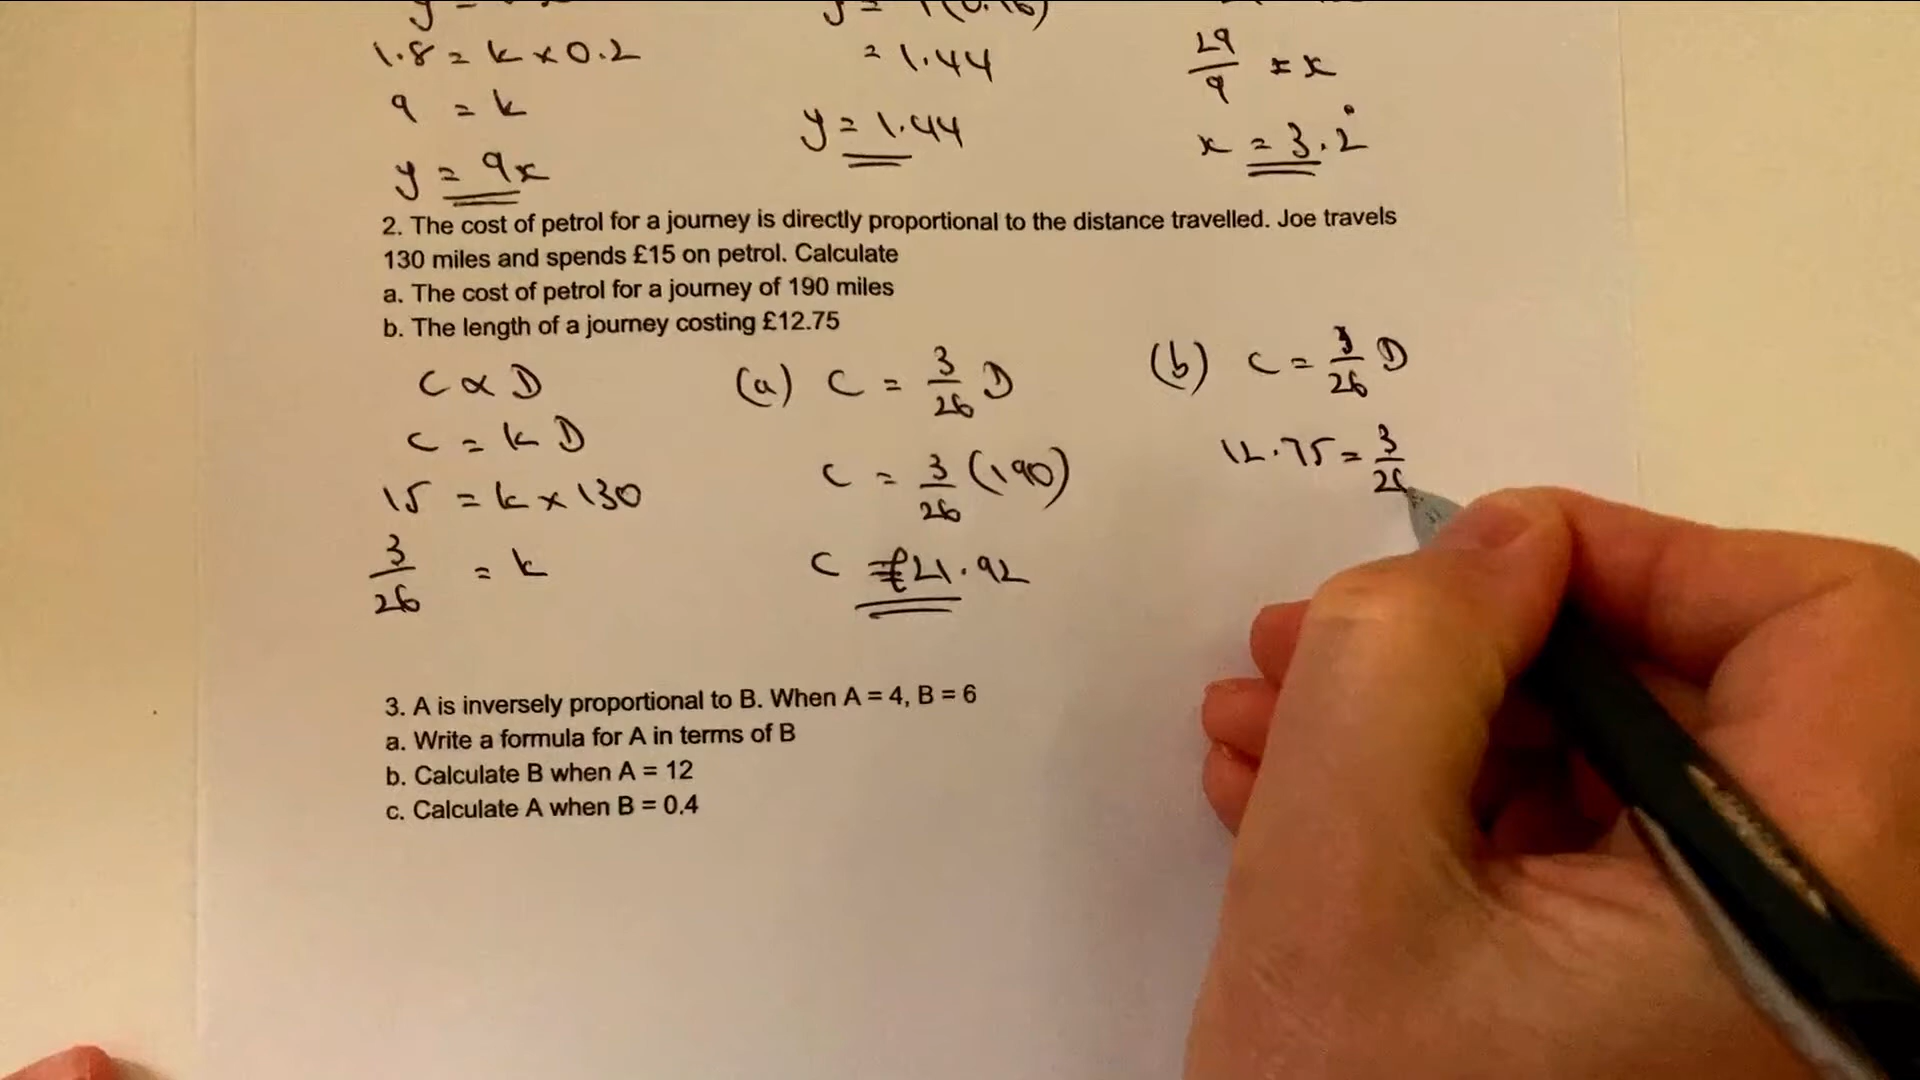 1.8 = k x 0.2
9 = k
y = 9x
= 1.44
y = 1.44
29/9 = x
x = 3.2̇
2. The cost of petrol for a journey is directly proportional to the distance travelled. Joe travels
130 miles and spends £15 on petrol. Calculate
a. The cost of petrol for a journey of 190 miles
b. The length of a journey costing £12.75
C ∝ D
C = k D
15 = k x 130
3/26 = k
(a) C = 3/26 D
C = 3/26 (190)
C = £21.92
(b) C = 3/26 D
12.75 = 3/26
3. A is inversely proportional to B. When A = 4, B = 6
a. Write a formula for A in terms of B
b. Calculate B when A = 12
c. Calculate A when B = 0.4